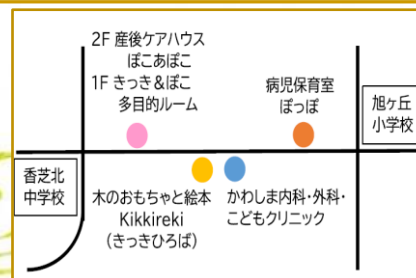 2F 産後ケアハウス
ぽこあぽこ
1F きっき&ぽこ
多目的ルーム
病児保育室
ぽっぽ
旭ヶ丘
小学校
香芝北
中学校
木のおもちゃと絵本
Kikkireki
（きっきひろば）
かわしま内科・外科・
こどもクリニック